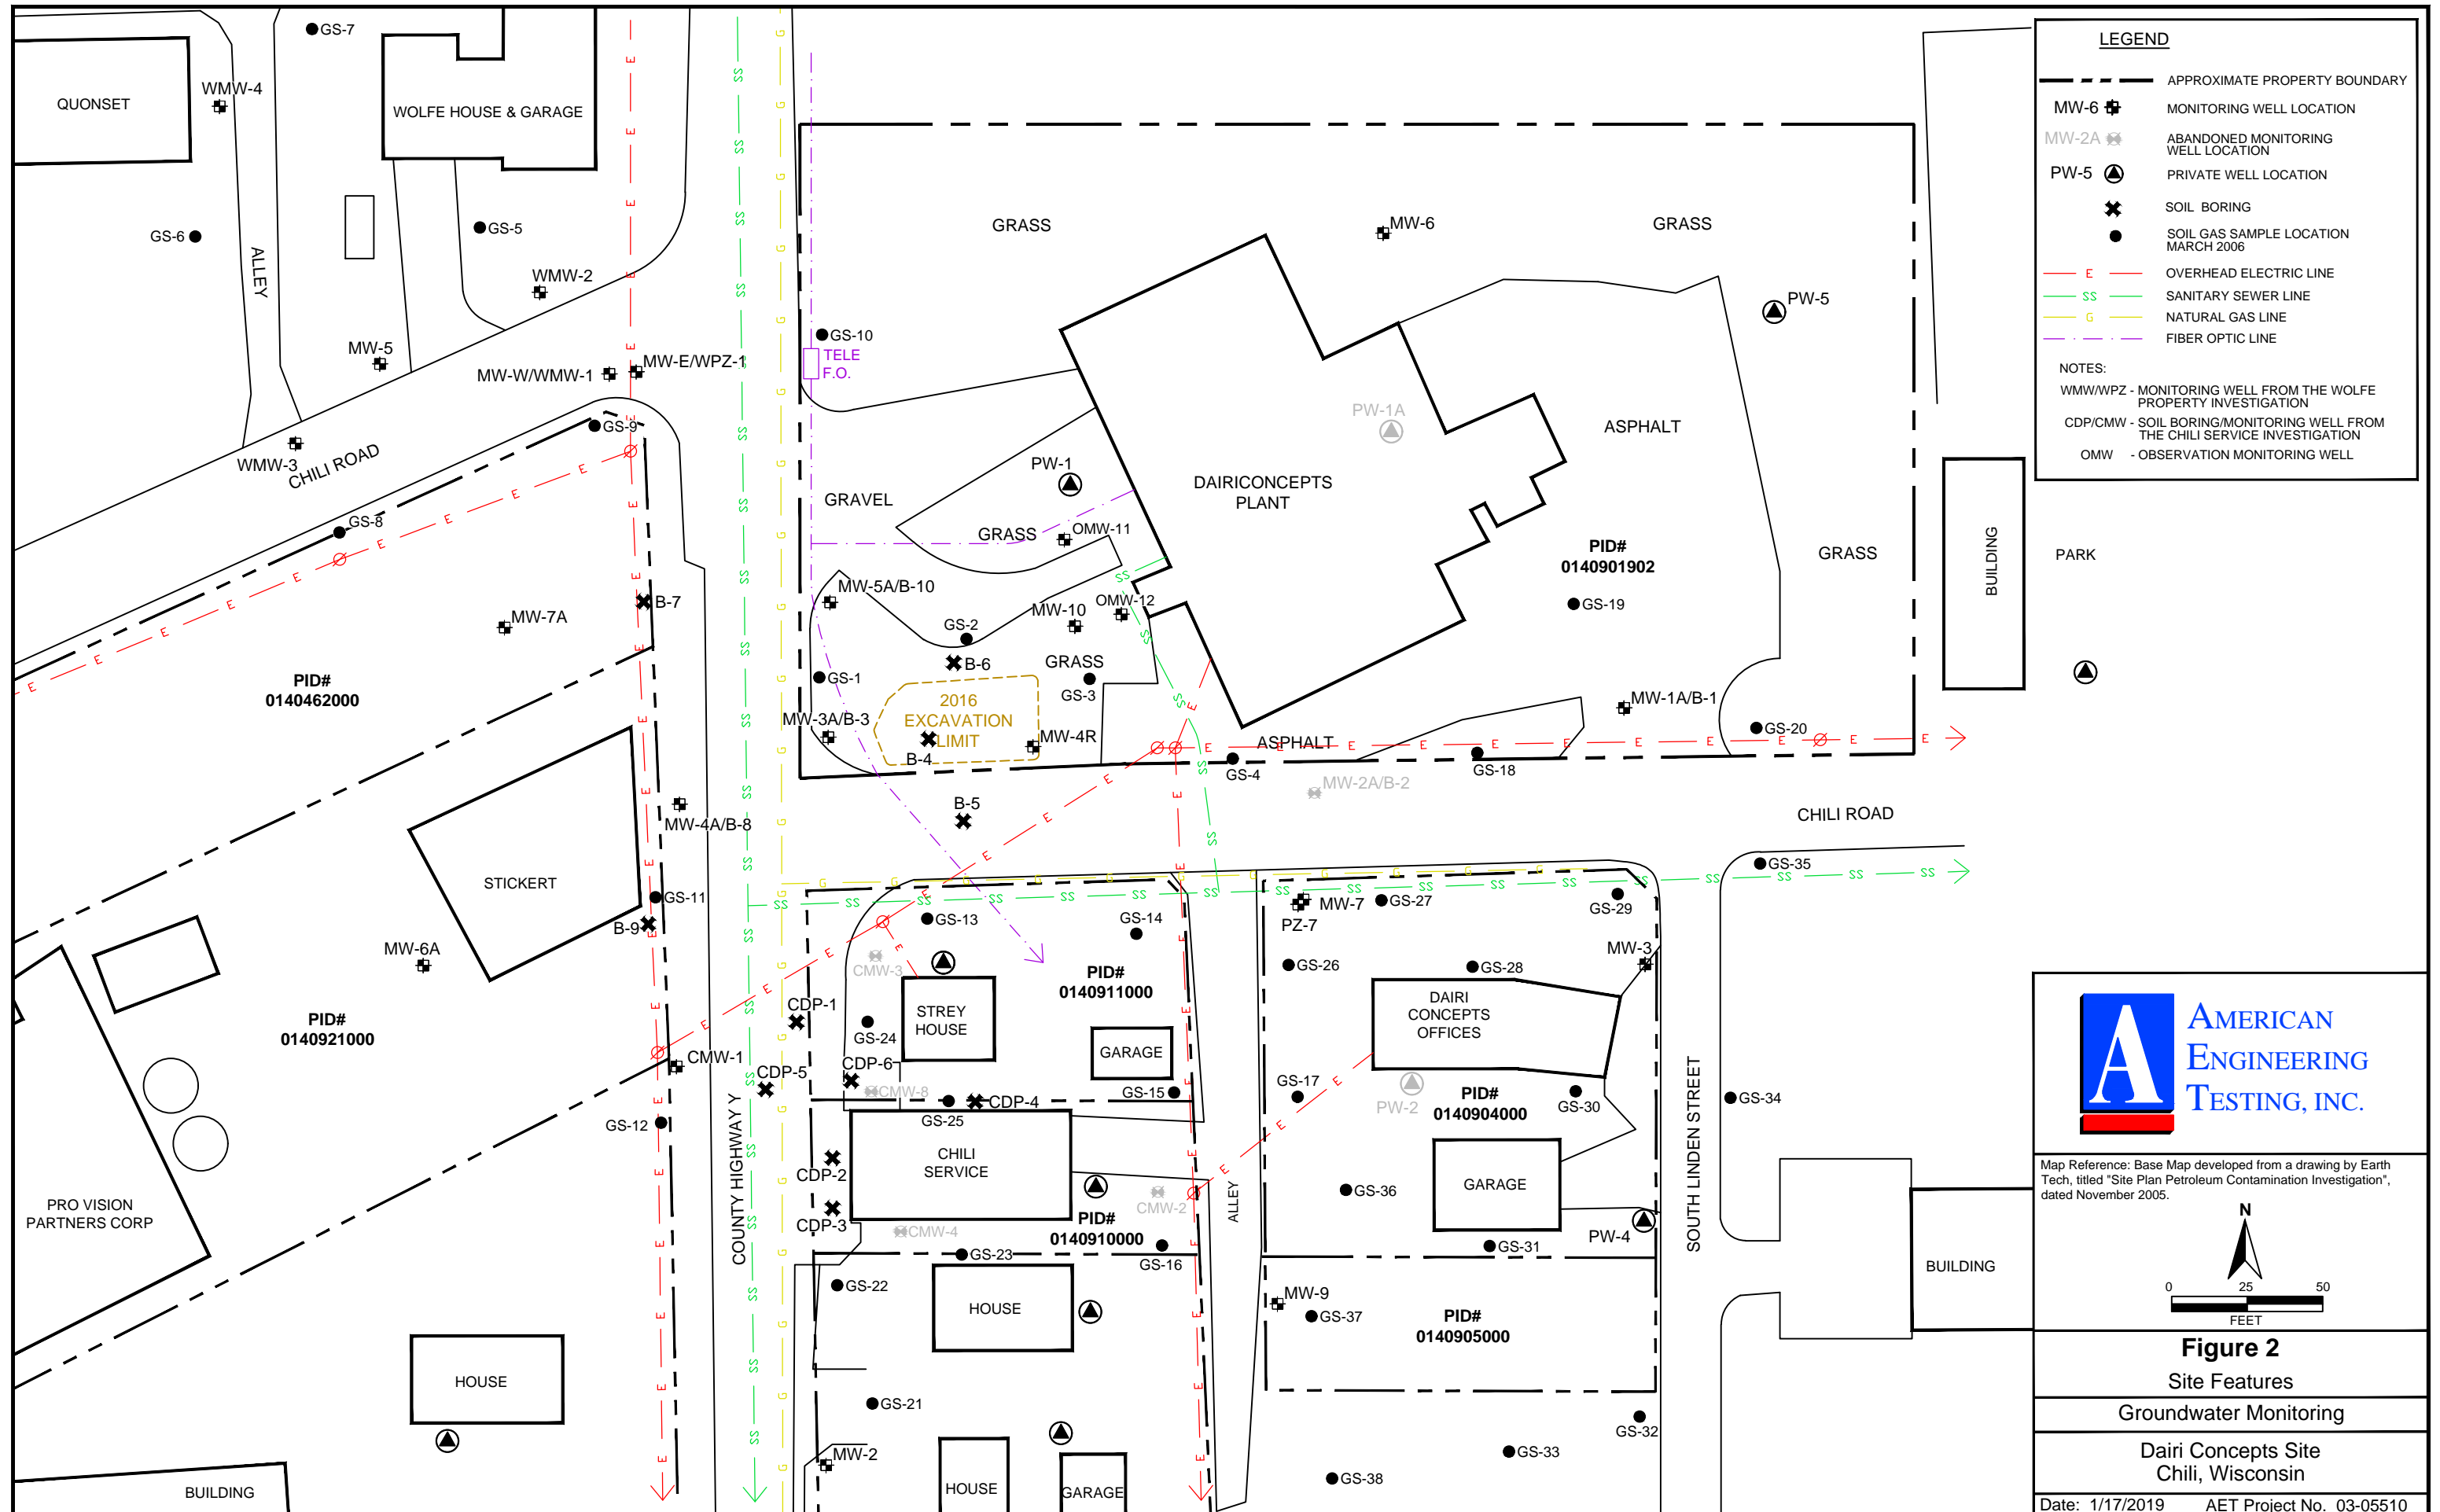 GS-7
WMW-4
QUONSET
WOLFE HOUSE & GARAGE
GS-6
GS-5
ALLEY
WMW-2
MW-5
MW-W/WMW-1
MW-E/WPZ-1
GS-9
WMW-3
CHILI ROAD
GS-8
GRASS
MW-6
GRASS
PW-5
GS-10
TELE
F.O.
PW-1A
ASPHALT
PW-1
GRAVEL
DAIRICONCEPTS
PLANT
GRASS
OMW-11
PID#
0140901902
GRASS
BUILDING
PARK
MW-5A/B-10
MW-10
OMW-12
GS-19
GS-2
B-6
GRASS
GS-1
GS-3
2016
EXCAVATION
LIMIT
MW-3A/B-3
MW-4R
B-4
MW-1A/B-1
GS-20
ASPHALT
GS-4
GS-18
MW-2A/B-2
B-5
CHILI ROAD
B-7
MW-7A
PID#
0140462000
MW-4A/B-8
STICKERT
GS-11
B-9
MW-6A
PID#
0140921000
CMW-1
GS-12
PRO VISION
PARTNERS CORP
HOUSE
BUILDING
COUNTY HIGHWAY Y
GS-13
GS-14
CMW-3
PID#
0140911000
CDP-1
STREY
HOUSE
GS-24
GARAGE
CDP-6
CDP-5
CMW-8
GS-15
CDP-4
GS-25
CHILI
SERVICE
CDP-2
CDP-3
CMW-2
CMW-4
PID#
0140910000
GS-23
GS-16
GS-22
HOUSE
GS-21
MW-2
HOUSE
GARAGE
ALLEY
MW-7
PZ-7
GS-27
GS-29
GS-35
MW-3
GS-26
GS-28
DAIRI
CONCEPTS
OFFICES
GS-17
PW-2
PID#
0140904000
GS-30
GS-34
SOUTH LINDEN STREET
GS-36
GARAGE
PW-4
GS-31
MW-9
GS-37
PID#
0140905000
GS-32
GS-33
GS-38
BUILDING
E
SS
G
LEGEND
APPROXIMATE PROPERTY BOUNDARY
MW-6 MONITORING WELL LOCATION
MW-2A ABANDONED MONITORING
WELL LOCATION
PW-5 PRIVATE WELL LOCATION
SOIL BORING
SOIL GAS SAMPLE LOCATION
MARCH 2006
E OVERHEAD ELECTRIC LINE
SS SANITARY SEWER LINE
G NATURAL GAS LINE
FIBER OPTIC LINE
NOTES:
WMW/WPZ - MONITORING WELL FROM THE WOLFE
PROPERTY INVESTIGATION
CDP/CMW - SOIL BORING/MONITORING WELL FROM
THE CHILI SERVICE INVESTIGATION
OMW - OBSERVATION MONITORING WELL
A
AMERICAN
ENGINEERING
TESTING, INC.
Map Reference: Base Map developed from a drawing by Earth
Tech, titled "Site Plan Petroleum Contamination Investigation",
dated November 2005.
N
0 25 50
FEET
Figure 2
Site Features
Groundwater Monitoring
Dairi Concepts Site
Chili, Wisconsin
Date: 1/17/2019 AET Project No. 03-05510